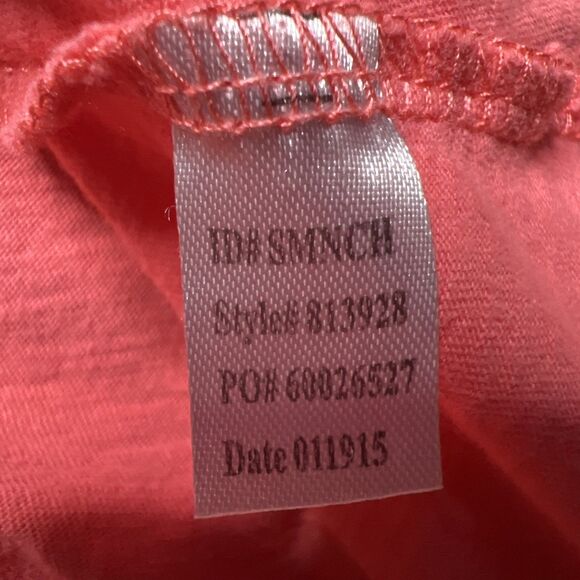 ID# SMNCH
Style# 813928
PO# 60026527
Date 011915